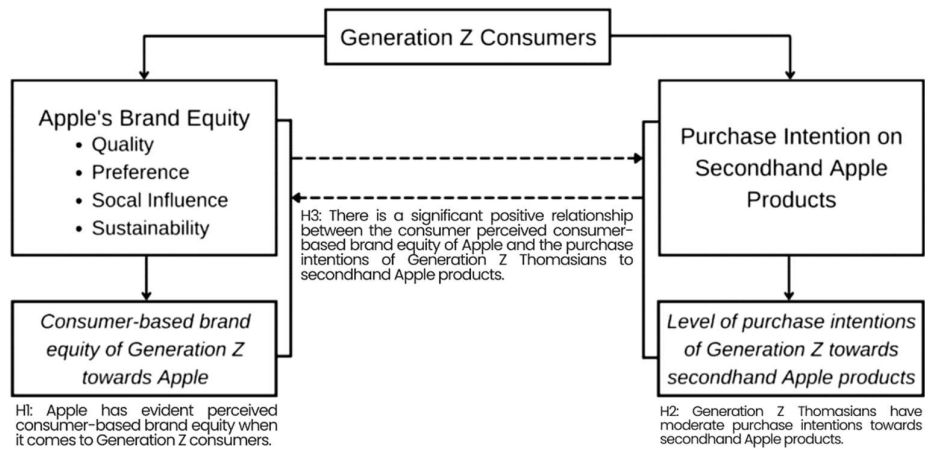 Generation Z Consumers
Apple's Brand Equity
• Quality
• Preference
• Socal Influence
• Sustainability
Purchase Intention on
Secondhand Apple
Products
H3: There is a significant positive relationship
between the consumer perceived consumer-
based brand equity of Apple and the purchase
intentions of Generation Z Thomasians to
secondhand Apple products.
Consumer-based brand
equity of Generation Z
towards Apple
Level of purchase intentions
of Generation Z towards
secondhand Apple products
H1: Apple has evident perceived
consumer-based brand equity when
it comes to Generation Z consumers.
H2: Generation Z Thomasians have
moderate purchase intentions towards
secondhand Apple products.